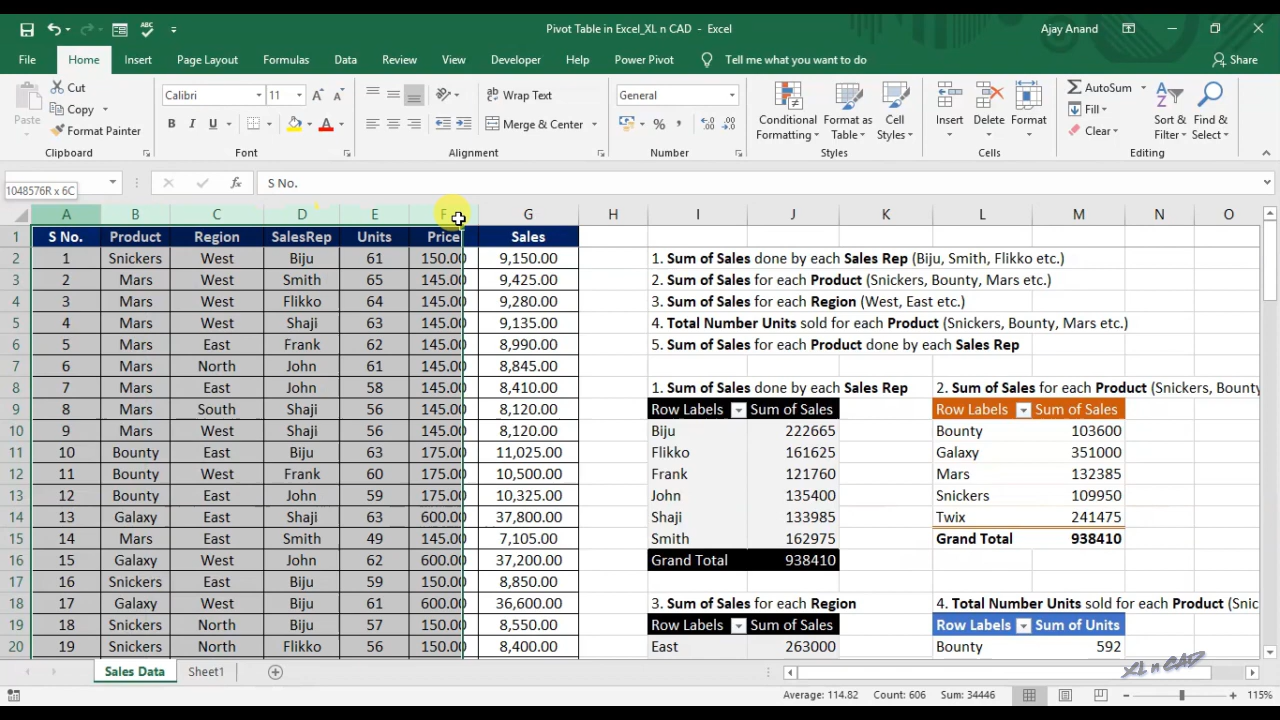 Pivot Table in Excel_XL n CAD - Excel
Ajay Anand
File Home Insert Page Layout Formulas Data Review View Developer Help Power Pivot Tell me what you want to do Share
Paste Cut Copy Format Painter Clipboard
Calibri 11 B I U A Font
Wrap Text Merge & Center Alignment
General % Number
Conditional Formatting Format as Table Cell Styles Styles
Insert Delete Format Cells
AutoSum Fill Clear Sort & Filter Find & Select Editing
1048576R x 6C fx S No.
A B C D E F G H I J K L M N O
1 S No. Product Region SalesRep Units Price Sales
2 1 Snickers West Biju 61 150.00 9,150.00 1. Sum of Sales done by each Sales Rep (Biju, Smith, Flikko etc.)
3 2 Mars West Smith 65 145.00 9,425.00 2. Sum of Sales for each Product (Snickers, Bounty, Mars etc.)
4 3 Mars West Flikko 64 145.00 9,280.00 3. Sum of Sales for each Region (West, East etc.)
5 4 Mars West Shaji 63 145.00 9,135.00 4. Total Number Units sold for each Product (Snickers, Bounty, Mars etc.)
6 5 Mars East Frank 62 145.00 8,990.00 5. Sum of Sales for each Product done by each Sales Rep
7 6 Mars North John 61 145.00 8,845.00
8 7 Mars East John 58 145.00 8,410.00 1. Sum of Sales done by each Sales Rep 2. Sum of Sales for each Product (Snickers, Bounty
9 8 Mars South Shaji 56 145.00 8,120.00 Row Labels Sum of Sales Row Labels Sum of Sales
10 9 Mars West Shaji 56 145.00 8,120.00 Biju 222665 Bounty 103600
11 10 Bounty East Biju 63 175.00 11,025.00 Flikko 161625 Galaxy 351000
12 11 Bounty West Frank 60 175.00 10,500.00 Frank 121760 Mars 132385
13 12 Bounty East John 59 175.00 10,325.00 John 135400 Snickers 109950
14 13 Galaxy East Shaji 63 600.00 37,800.00 Shaji 133985 Twix 241475
15 14 Mars East Smith 49 145.00 7,105.00 Smith 162975 Grand Total 938410
16 15 Galaxy West John 62 600.00 37,200.00 Grand Total 938410
17 16 Snickers East Biju 59 150.00 8,850.00
18 17 Galaxy West Biju 61 600.00 36,600.00 3. Sum of Sales for each Region 4. Total Number Units sold for each Product (Snic
19 18 Snickers North Biju 57 150.00 8,550.00 Row Labels Sum of Sales Row Labels Sum of Units
20 19 Snickers North Flikko 56 150.00 8,400.00 East 263000 Bounty 592
XL n CAD
Sales Data Sheet1
Average: 114.82 Count: 606 Sum: 34446 115%